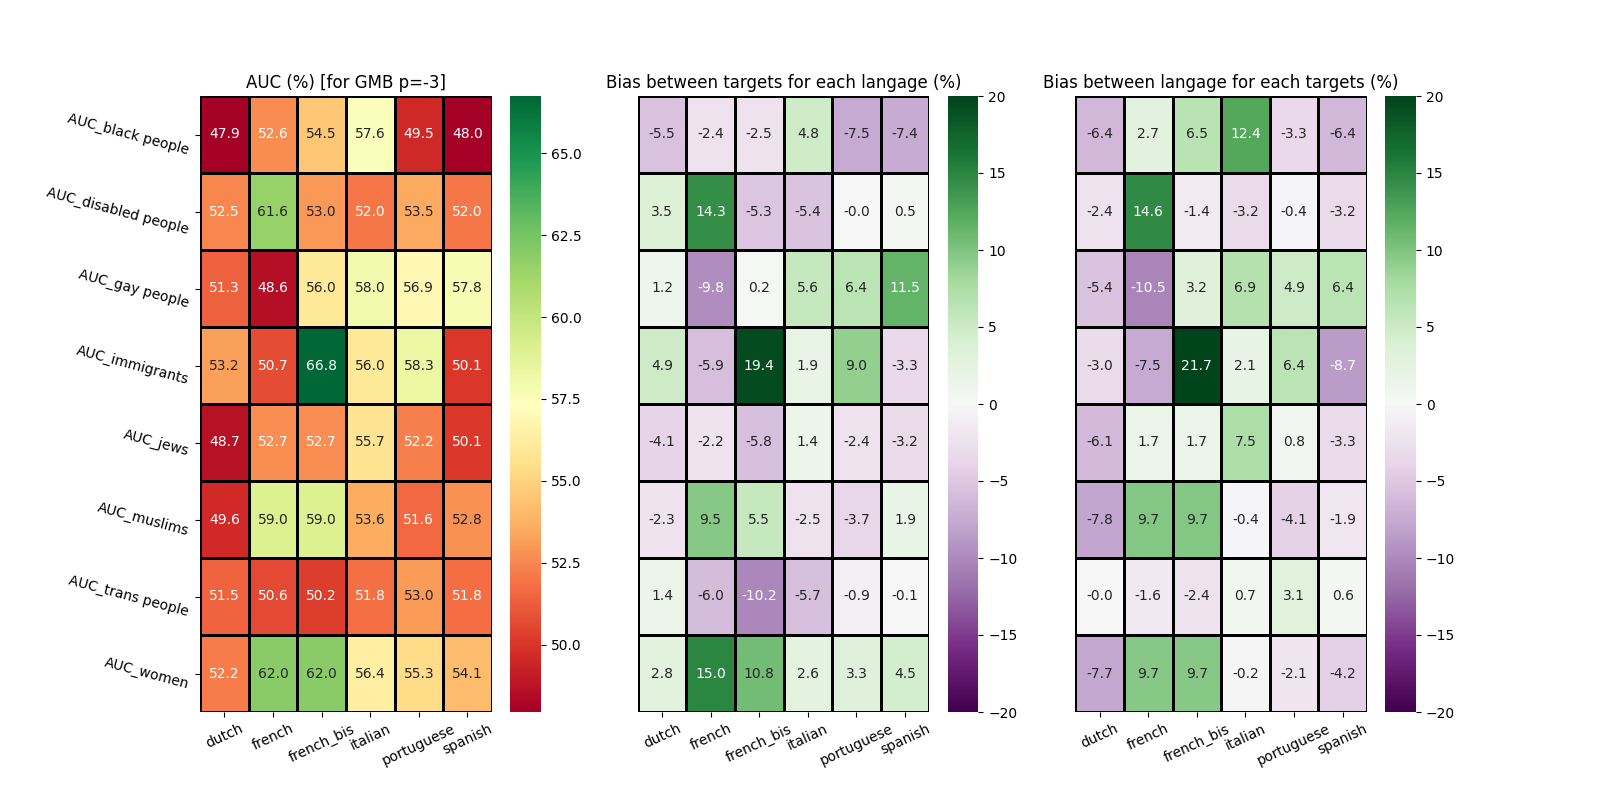 AUC (%) [for GMB p=-3]
Bias between targets for each langage (%)
Bias between langage for each targets (%)
AUC_black people 47.9 52.6 54.5 57.6 49.5 48.0
AUC_disabled people 52.5 61.6 53.0 52.0 53.5 52.0
AUC_gay people 51.3 48.6 56.0 58.0 56.9 57.8
AUC_immigrants 53.2 50.7 66.8 56.0 58.3 50.1
AUC_jews 48.7 52.7 52.7 55.7 52.2 50.1
AUC_muslims 49.6 59.0 59.0 53.6 51.6 52.8
AUC_trans people 51.5 50.6 50.2 51.8 53.0 51.8
AUC_women 52.2 62.0 62.0 56.4 55.3 54.1
dutch french french_bis italian portuguese spanish
65.0
62.5
60.0
57.5
55.0
52.5
50.0
-5.5 -2.4 -2.5 4.8 -7.5 -7.4
3.5 14.3 -5.3 -5.4 -0.0 0.5
1.2 -9.8 0.2 5.6 6.4 11.5
4.9 -5.9 19.4 1.9 9.0 -3.3
-4.1 -2.2 -5.8 1.4 -2.4 -3.2
-2.3 9.5 5.5 -2.5 -3.7 1.9
1.4 -6.0 -10.2 -5.7 -0.9 -0.1
2.8 15.0 10.8 2.6 3.3 4.5
dutch french french_bis italian portuguese spanish
20
15
10
5
0
−5
−10
−15
−20
-6.4 2.7 6.5 12.4 -3.3 -6.4
-2.4 14.6 -1.4 -3.2 -0.4 -3.2
-5.4 -10.5 3.2 6.9 4.9 6.4
-3.0 -7.5 21.7 2.1 6.4 -8.7
-6.1 1.7 1.7 7.5 0.8 -3.3
-7.8 9.7 9.7 -0.4 -4.1 -1.9
-0.0 -1.6 -2.4 0.7 3.1 0.6
-7.7 9.7 9.7 -0.2 -2.1 -4.2
dutch french french_bis italian portuguese spanish
20
15
10
5
0
−5
−10
−15
−20